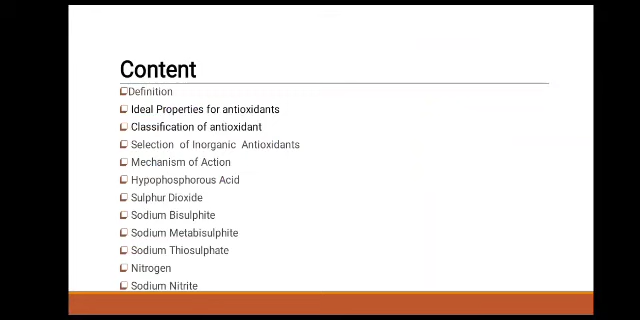 Content
Definition
Ideal Properties for antioxidants
Classification of antioxidant
Selection of Inorganic Antioxidants
Mechanism of Action
Hypophosphorous Acid
Sulphur Dioxide
Sodium Bisulphite
Sodium Metabisulphite
Sodium Thiosulphate
Nitrogen
Sodium Nitrite